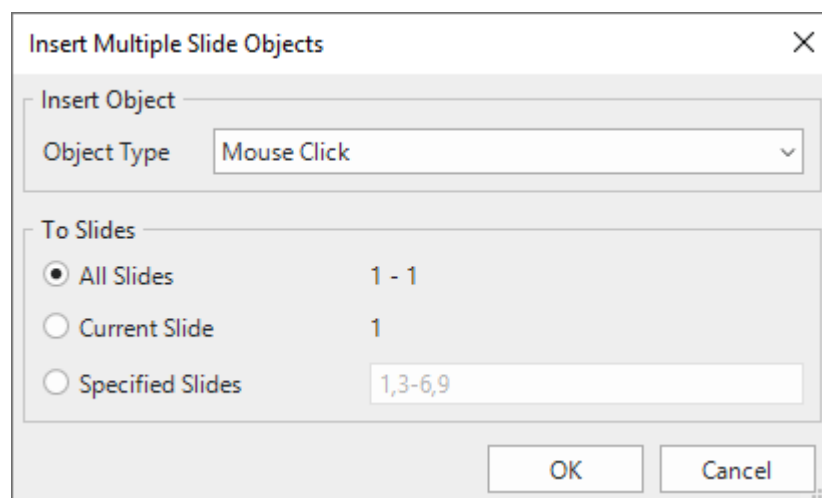 Insert Multiple Slide Objects
Insert Object
Object Type Mouse Click
To Slides
All Slides 1 - 1
Current Slide 1
Specified Slides 1,3-6,9
OK Cancel